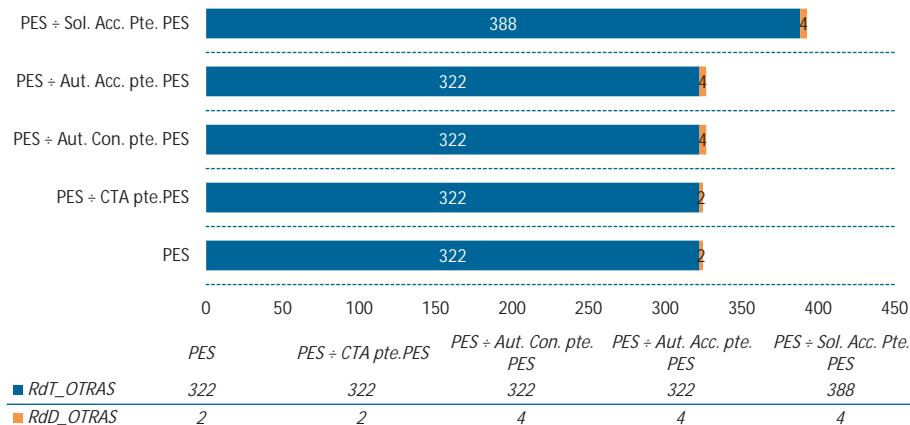 PES ÷ Sol. Acc. Pte. PES
388
4
PES ÷ Aut. Acc. pte. PES
322
4
PES ÷ Aut. Con. pte. PES
322
4
PES ÷ CTA pte.PES
322
2
PES
322
2
0 50 100 150 200 250 300 350 400 450
PES PES ÷ CTA pte.PES PES ÷ Aut. Con. pte. PES PES ÷ Aut. Acc. pte. PES PES ÷ Sol. Acc. Pte. PES
RdT_OTRAS 322 322 322 322 388
RdD_OTRAS 2 2 4 4 4